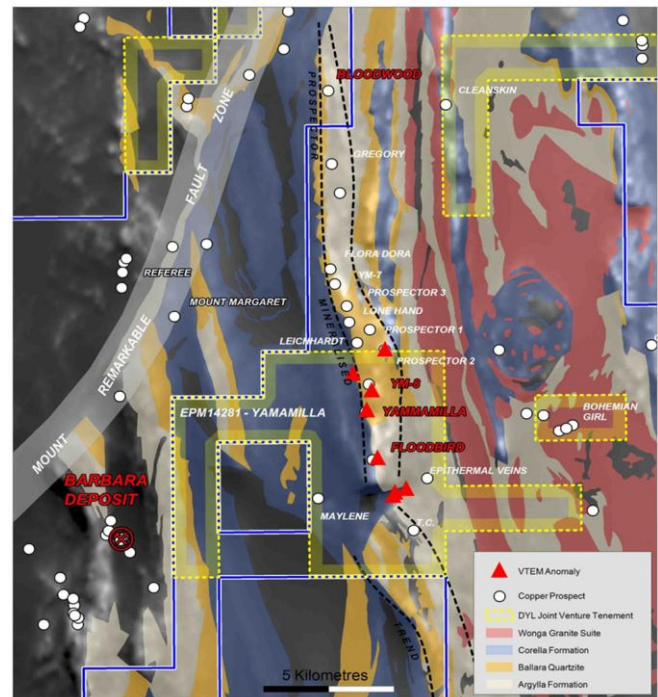 BLOODWOOD
PROSPECTOR
CLEANSKIN
ZONE
GREGORY
FAULT
FLORA DORA
YM-7
REFEREE
PROSPECTOR 3
MOUNT MARGARET
LONE HAND
MINERALISED
PROSPECTOR 1
LEICHHARDT
REMARKABLE
PROSPECTOR 2
YM-8
EPM14281 - YAMAMILLA
YAMMAMILLA
BOHEMIAN
GIRL
MOUNT
FLOODBIRD
BARBARA
DEPOSIT
EPITHERMAL VEINS
MAYLENE
T.C.
TREND
VTEM Anomaly
Copper Prospect
DYL Joint Venture Tenement
Wonga Granite Suite
Corella Formation
Ballara Quartzite
Argylla Formation
5 Kilometres